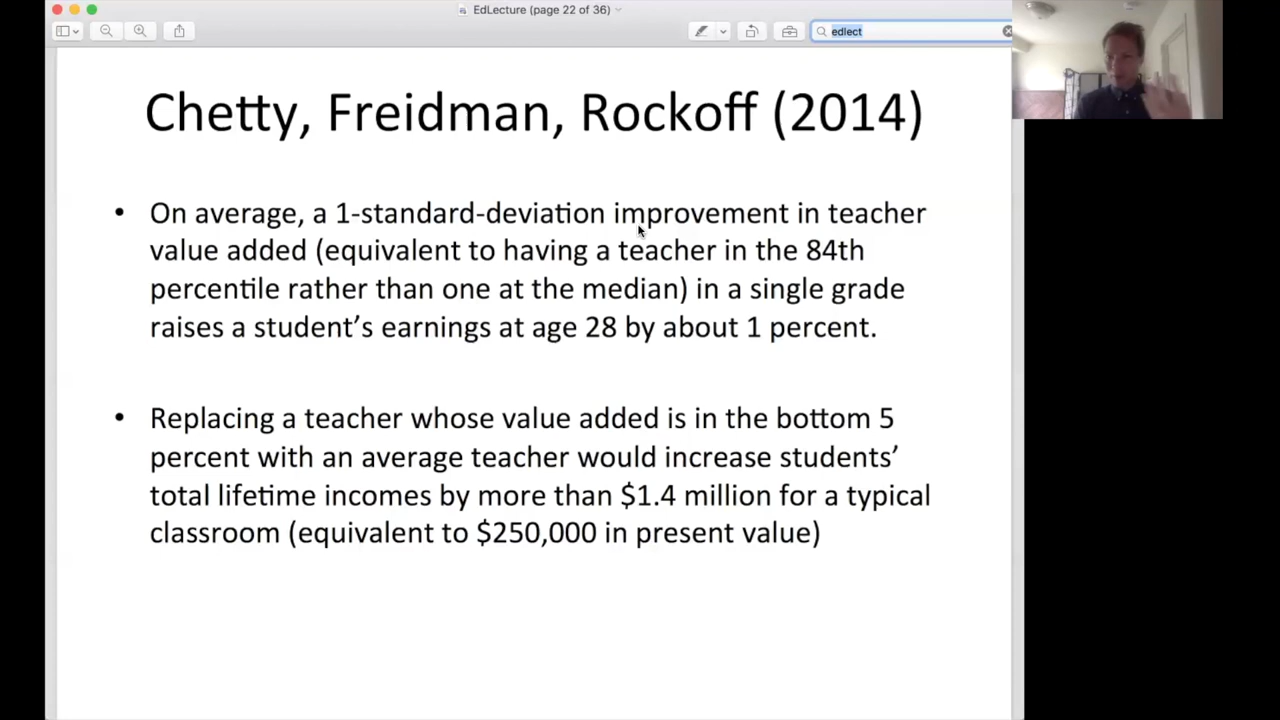 EdLecture (page 22 of 36)
edlect
Chetty, Freidman, Rockoff (2014)
• On average, a 1-standard-deviation improvement in teacher
value added (equivalent to having a teacher in the 84th
percentile rather than one at the median) in a single grade
raises a student’s earnings at age 28 by about 1 percent.
• Replacing a teacher whose value added is in the bottom 5
percent with an average teacher would increase students’
total lifetime incomes by more than $1.4 million for a typical
classroom (equivalent to $250,000 in present value)